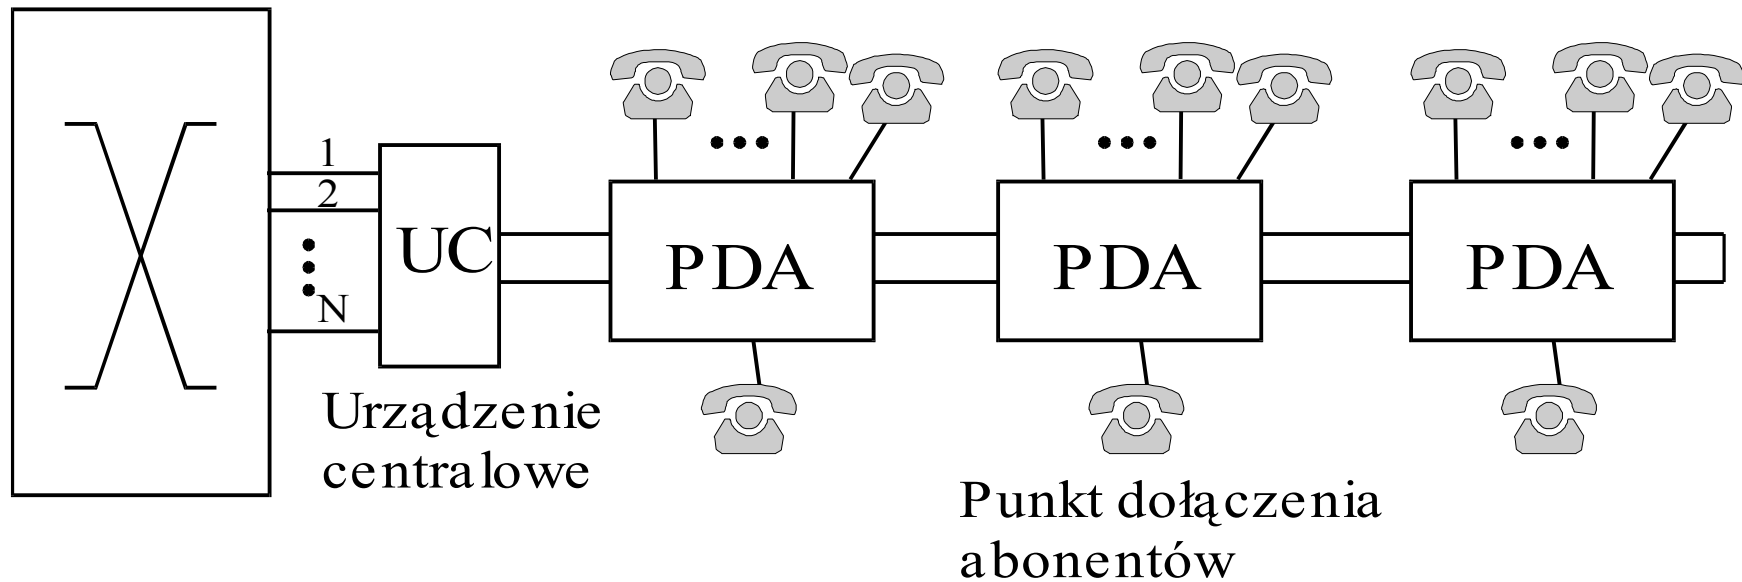 1
2
N
UC
PDA
PDA
PDA
Urządzenie
centralowe
Punkt dołączenia
abonentów